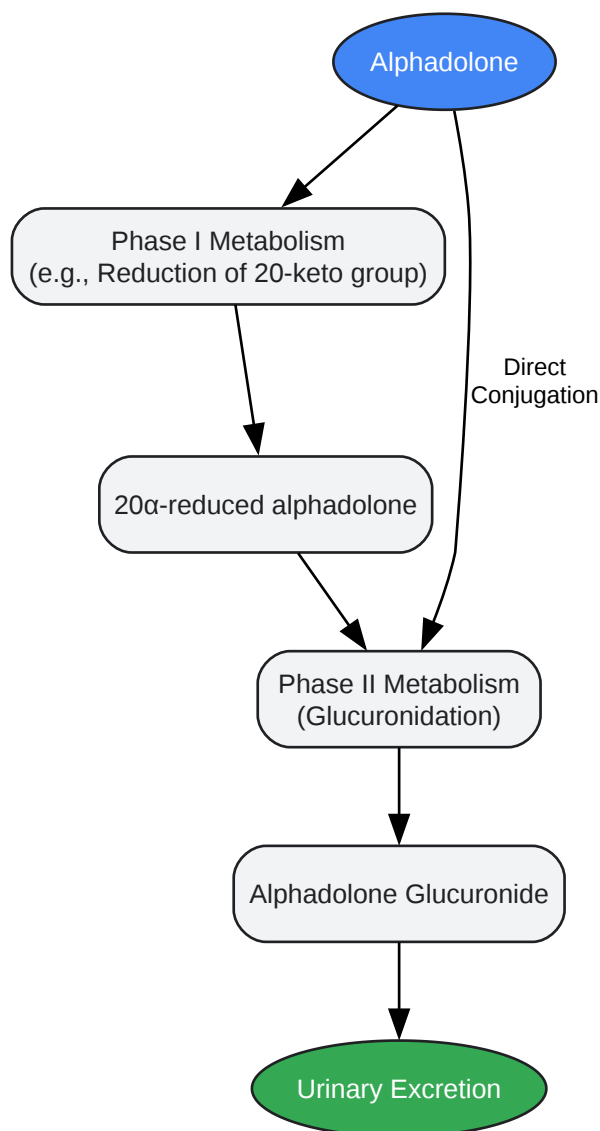 Alphadolone
Phase I Metabolism
(e.g., Reduction of 20-keto group)
Direct
Conjugation
20α-reduced alphadolone
Phase II Metabolism
(Glucuronidation)
Alphadolone Glucuronide
Urinary Excretion